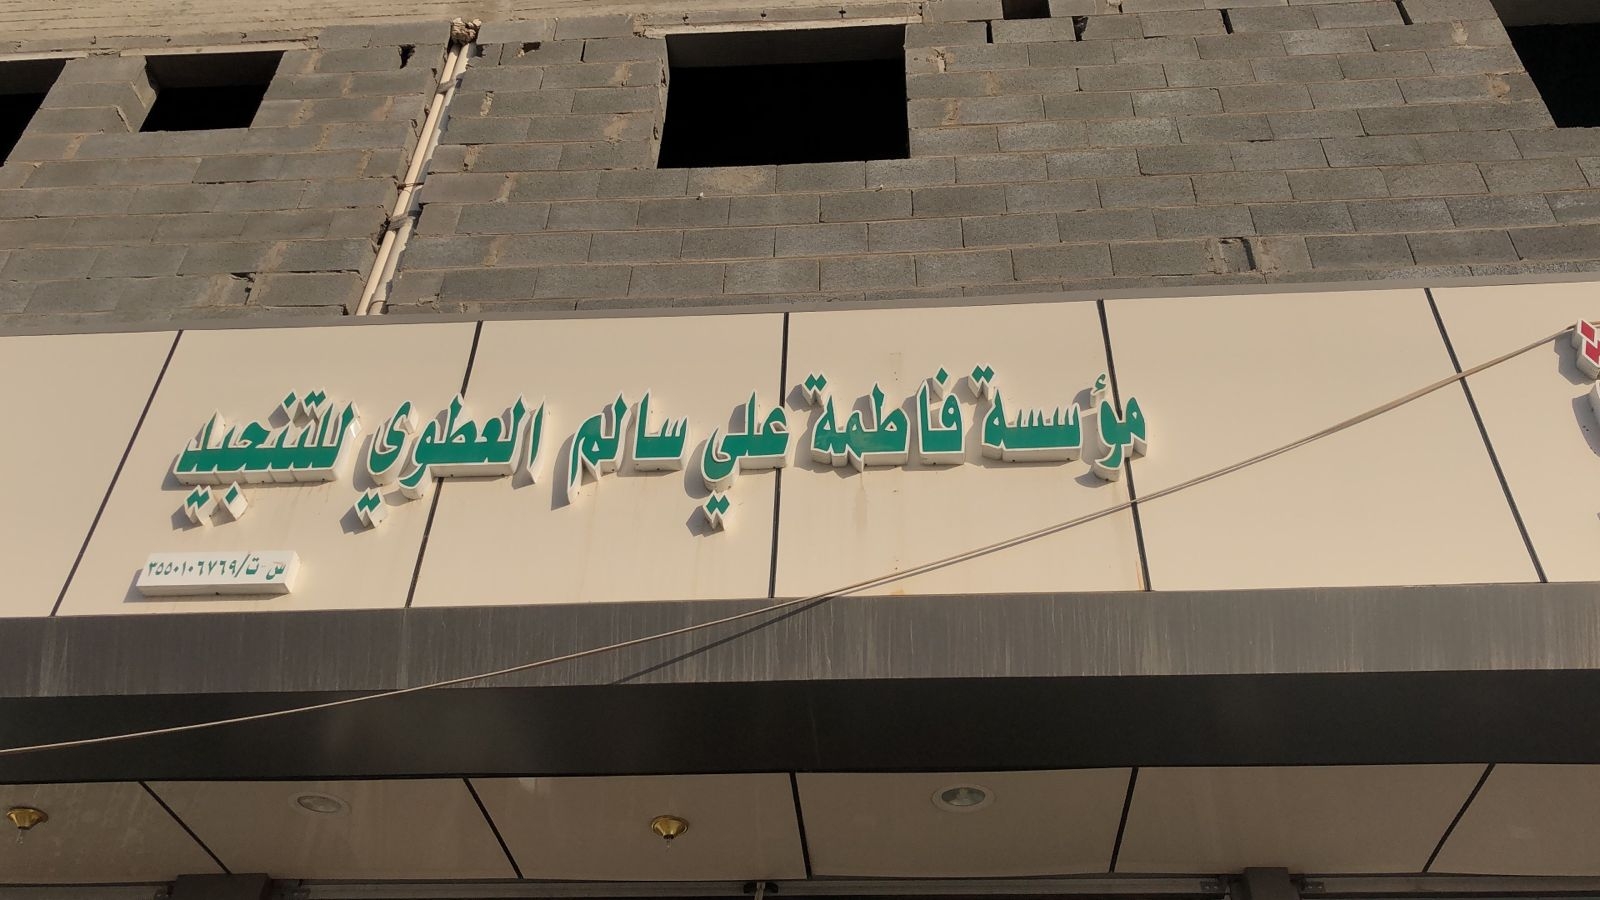 مؤسسة فاطمة علي سالم العطوي للتنجيد
س-ت/٣٥٥٠١٠٦٧٦٩